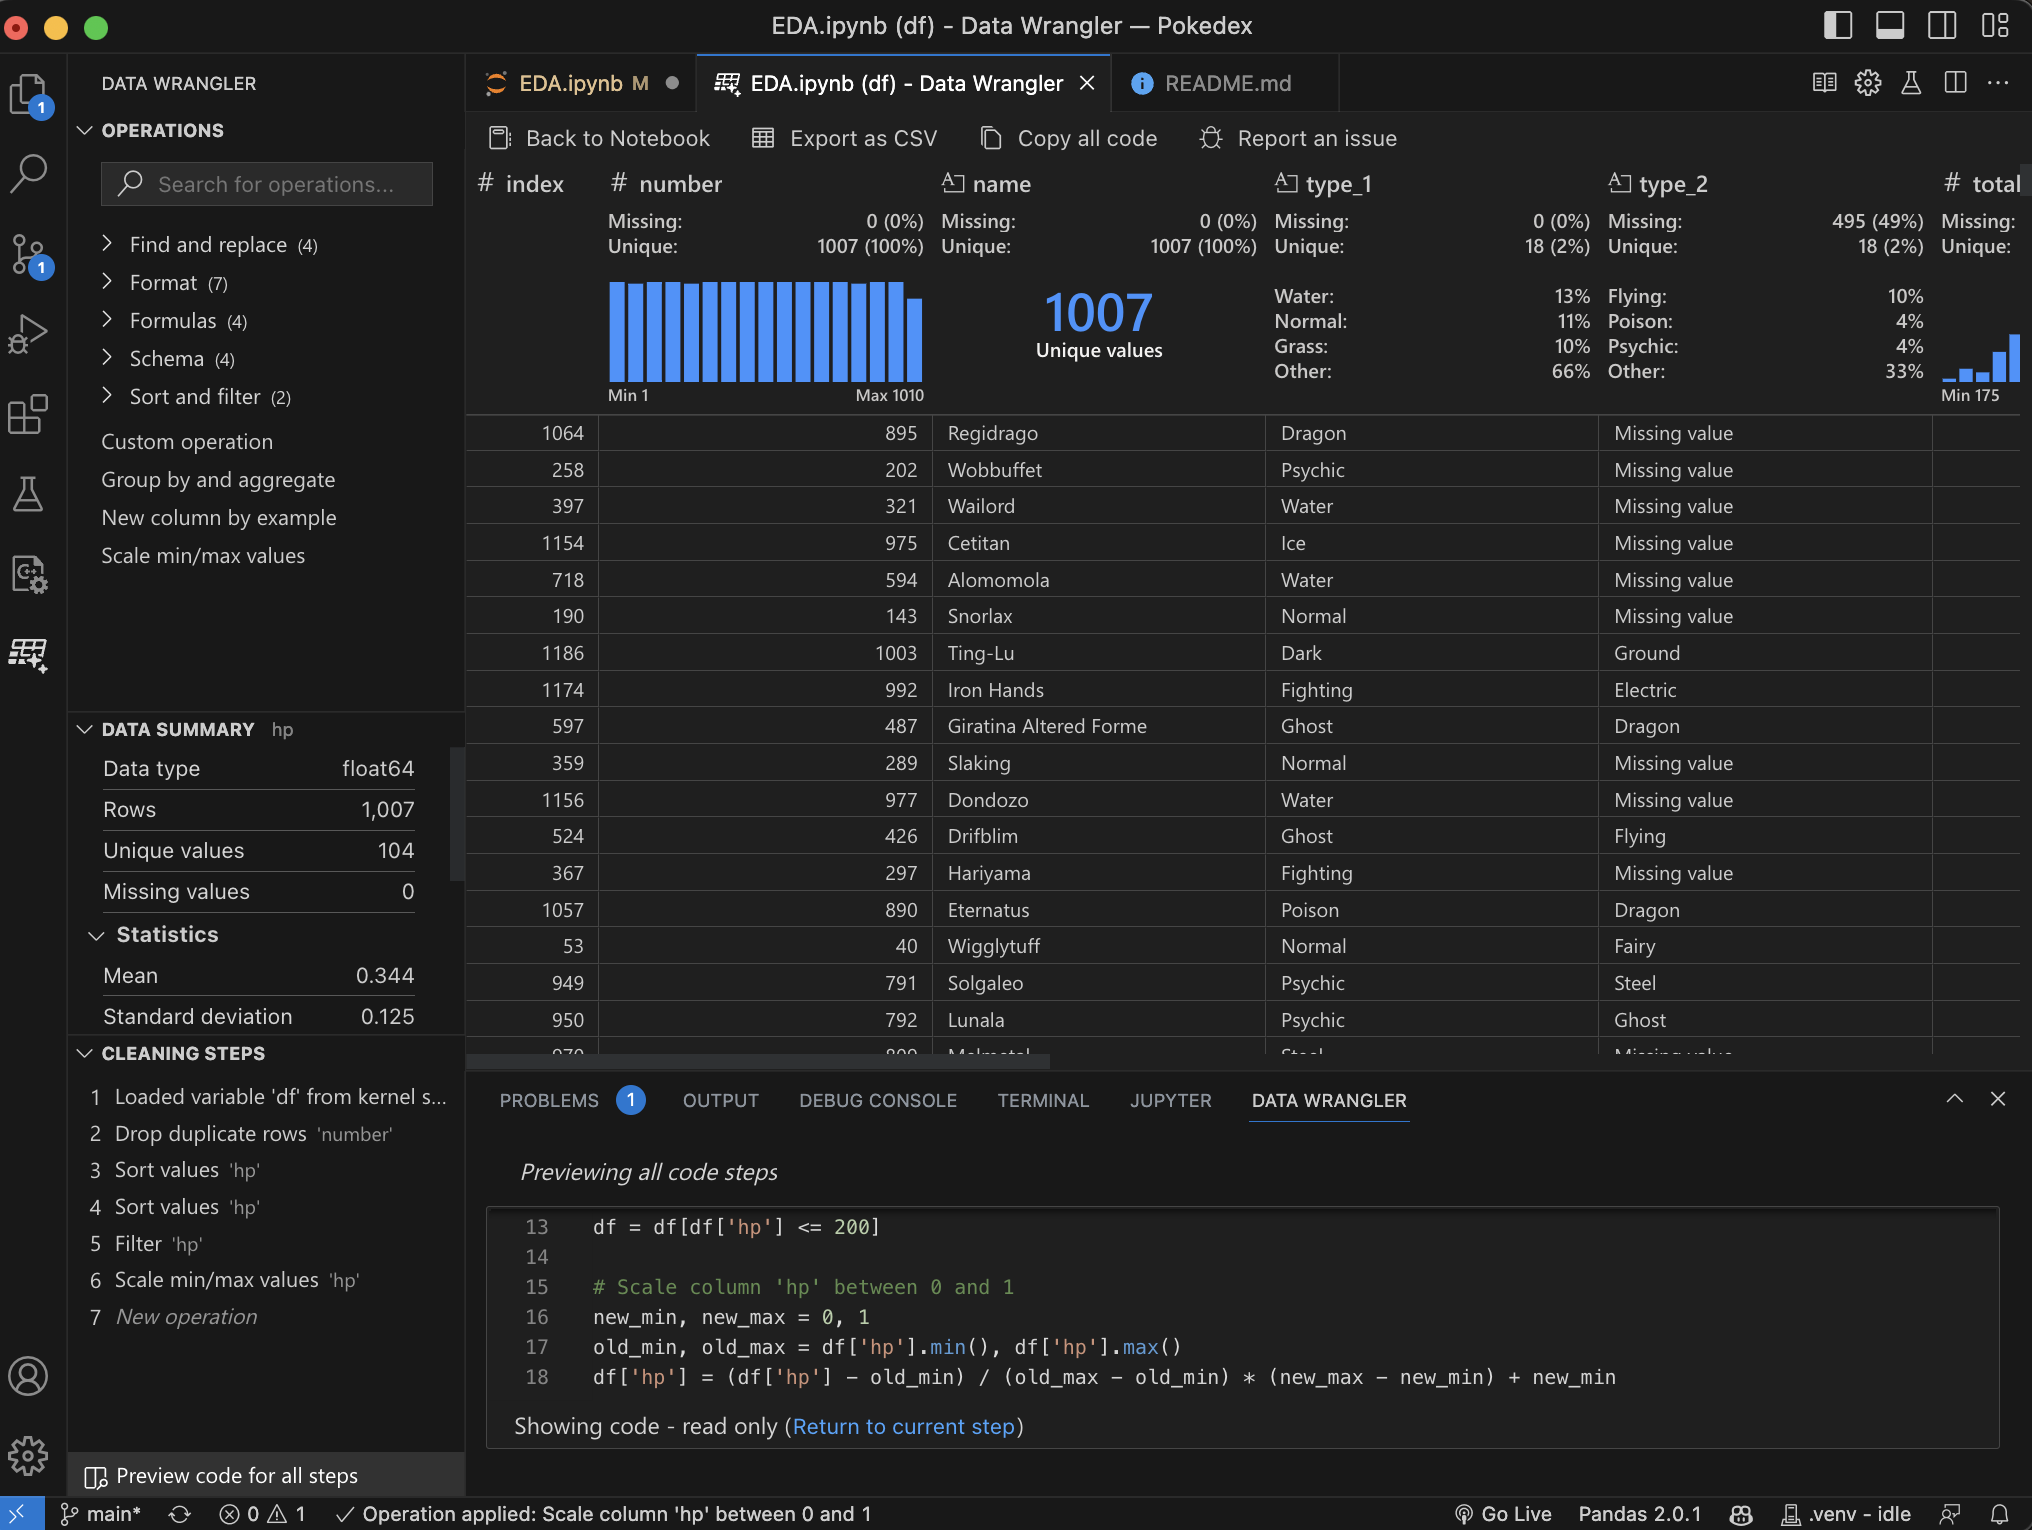 EDA.ipynb (df) - Data Wrangler — Pokedex
DATA WRANGLER
OPERATIONS
Search for operations...
Find and replace (4)
Format (7)
Formulas (4)
Schema (4)
Sort and filter (2)
Custom operation
Group by and aggregate
New column by example
Scale min/max values
DATA SUMMARY hp
Data type float64
Rows 1,007
Unique values 104
Missing values 0
Statistics
Mean 0.344
Standard deviation 0.125
CLEANING STEPS
1 Loaded variable 'df' from kernel s...
2 Drop duplicate rows 'number'
3 Sort values 'hp'
4 Sort values 'hp'
5 Filter 'hp'
6 Scale min/max values 'hp'
7 New operation
Preview code for all steps
1
1
EDA.ipynb M
EDA.ipynb (df) - Data Wrangler
README.md
Back to Notebook Export as CSV Copy all code Report an issue
# index # number name type_1 type_2 # total
Missing: 0 (0%) Missing: 0 (0%) Missing: 0 (0%) Missing: 495 (49%) Missing:
Unique: 1007 (100%) Unique: 1007 (100%) Unique: 18 (2%) Unique: 18 (2%) Unique:
1007
Unique values
Water: 13% Flying: 10%
Normal: 11% Poison: 4%
Grass: 10% Psychic: 4%
Other: 66% Other: 33%
Min 1 Max 1010 Min 175
1064 895 Regidrago Dragon Missing value
258 202 Wobbuffet Psychic Missing value
397 321 Wailord Water Missing value
1154 975 Cetitan Ice Missing value
718 594 Alomomola Water Missing value
190 143 Snorlax Normal Missing value
1186 1003 Ting-Lu Dark Ground
1174 992 Iron Hands Fighting Electric
597 487 Giratina Altered Forme Ghost Dragon
359 289 Slaking Normal Missing value
1156 977 Dondozo Water Missing value
524 426 Drifblim Ghost Flying
367 297 Hariyama Fighting Missing value
1057 890 Eternatus Poison Dragon
53 40 Wigglytuff Normal Fairy
949 791 Solgaleo Psychic Steel
950 792 Lunala Psychic Ghost
PROBLEMS 1 OUTPUT DEBUG CONSOLE TERMINAL JUPYTER DATA WRANGLER
Previewing all code steps
13 df = df[df['hp'] <= 200]
14
15 # Scale column 'hp' between 0 and 1
16 new_min, new_max = 0, 1
17 old_min, old_max = df['hp'].min(), df['hp'].max()
18 df['hp'] = (df['hp'] - old_min) / (old_max - old_min) * (new_max - new_min) + new_min
Showing code - read only (Return to current step)
main* 0 1 Operation applied: Scale column 'hp' between 0 and 1 Go Live Pandas 2.0.1 .venv - idle